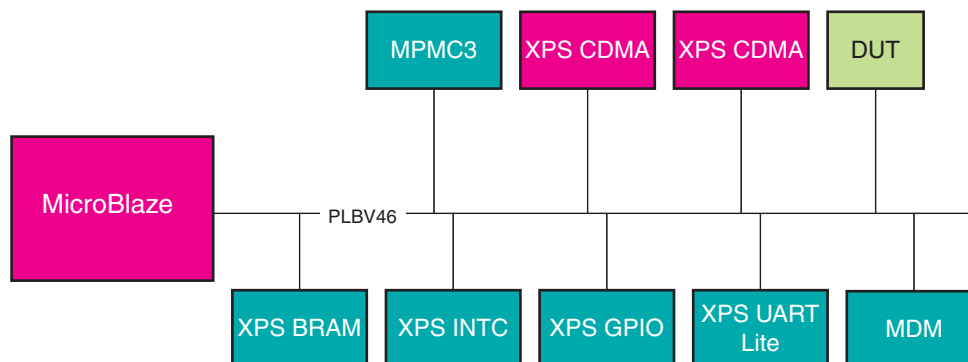 MPMC3
XPS CDMA
XPS CDMA
DUT
MicroBlaze
PLBV46
XPS BRAM
XPS INTC
XPS GPIO
XPS UART
Lite
MDM